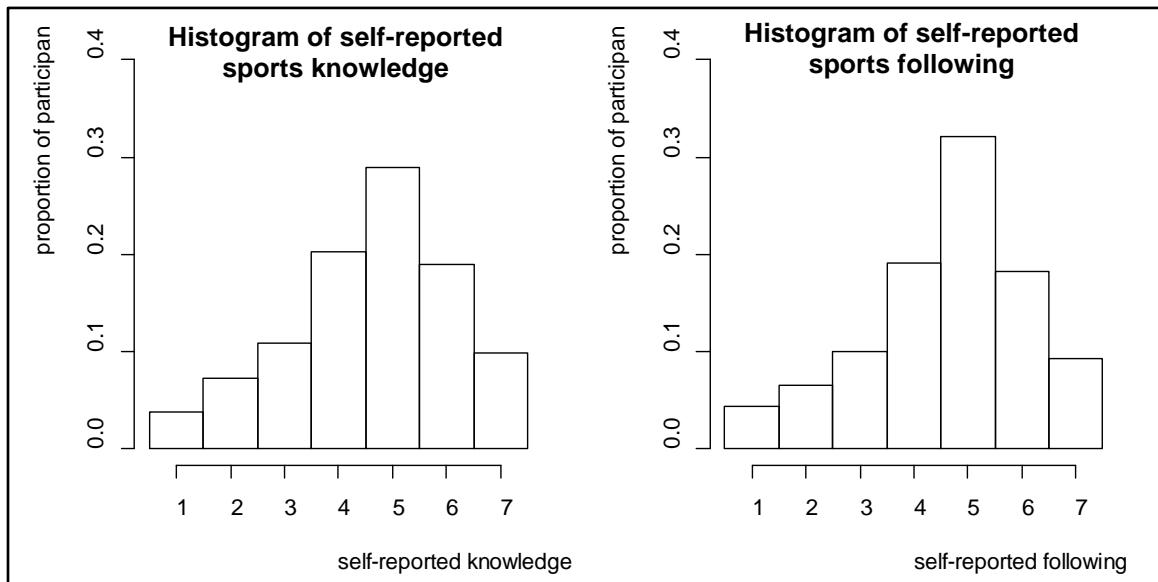 Histogram of self-reported
sports knowledge
proportion of participan
0.4
0.3
0.2
0.1
0.0
1 2 3 4 5 6 7
self-reported knowledge
Histogram of self-reported
sports following
proportion of participan
0.4
0.3
0.2
0.1
0.0
1 2 3 4 5 6 7
self-reported following